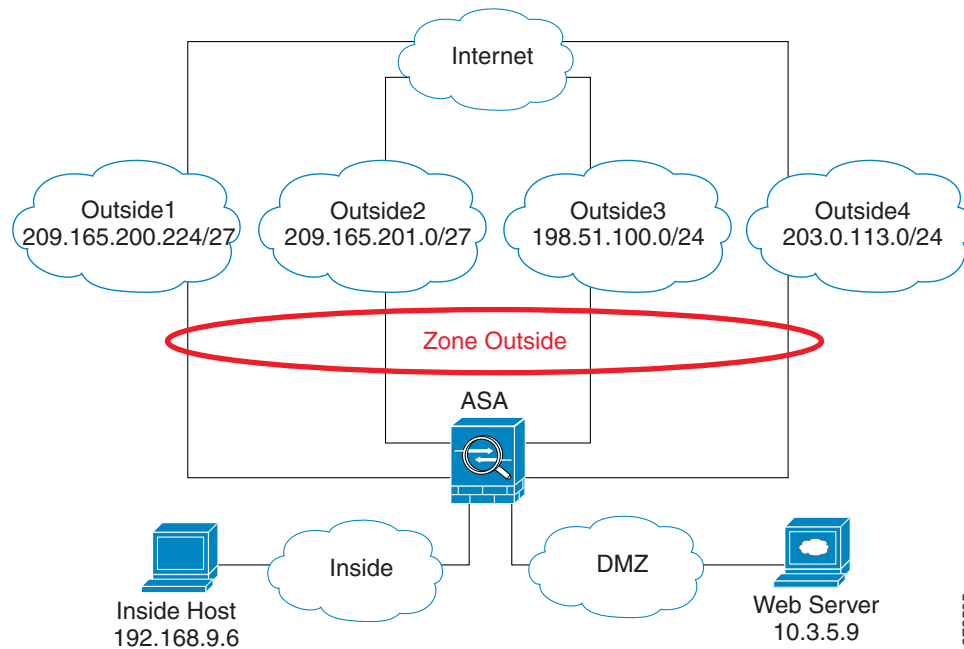 Internet
Outside1
209.165.200.224/27
Outside2
209.165.201.0/27
Outside3
198.51.100.0/24
Outside4
203.0.113.0/24
Zone Outside
ASA
Inside
DMZ
Inside Host
192.168.9.6
Web Server
10.3.5.9